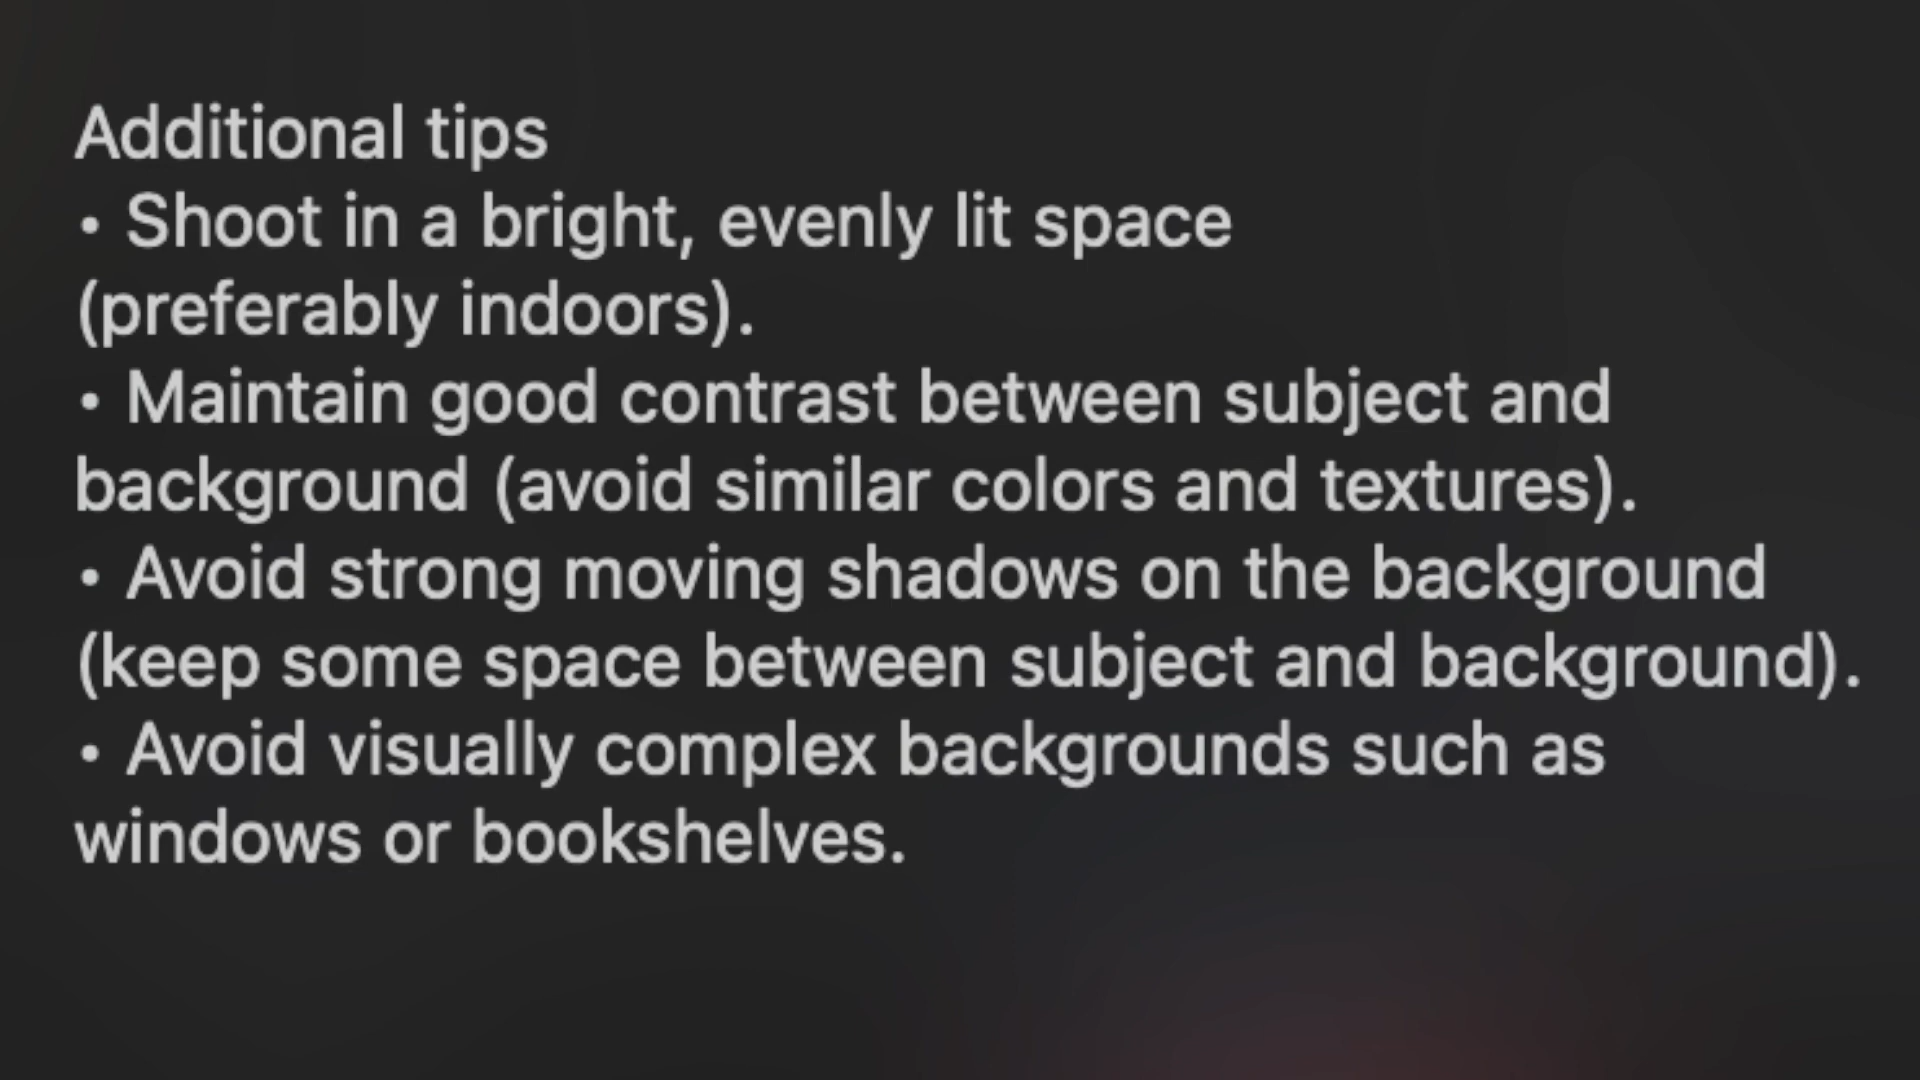 Additional tips
• Shoot in a bright, evenly lit space
(preferably indoors).
• Maintain good contrast between subject and
background (avoid similar colors and textures).
• Avoid strong moving shadows on the background
(keep some space between subject and background).
• Avoid visually complex backgrounds such as
windows or bookshelves.